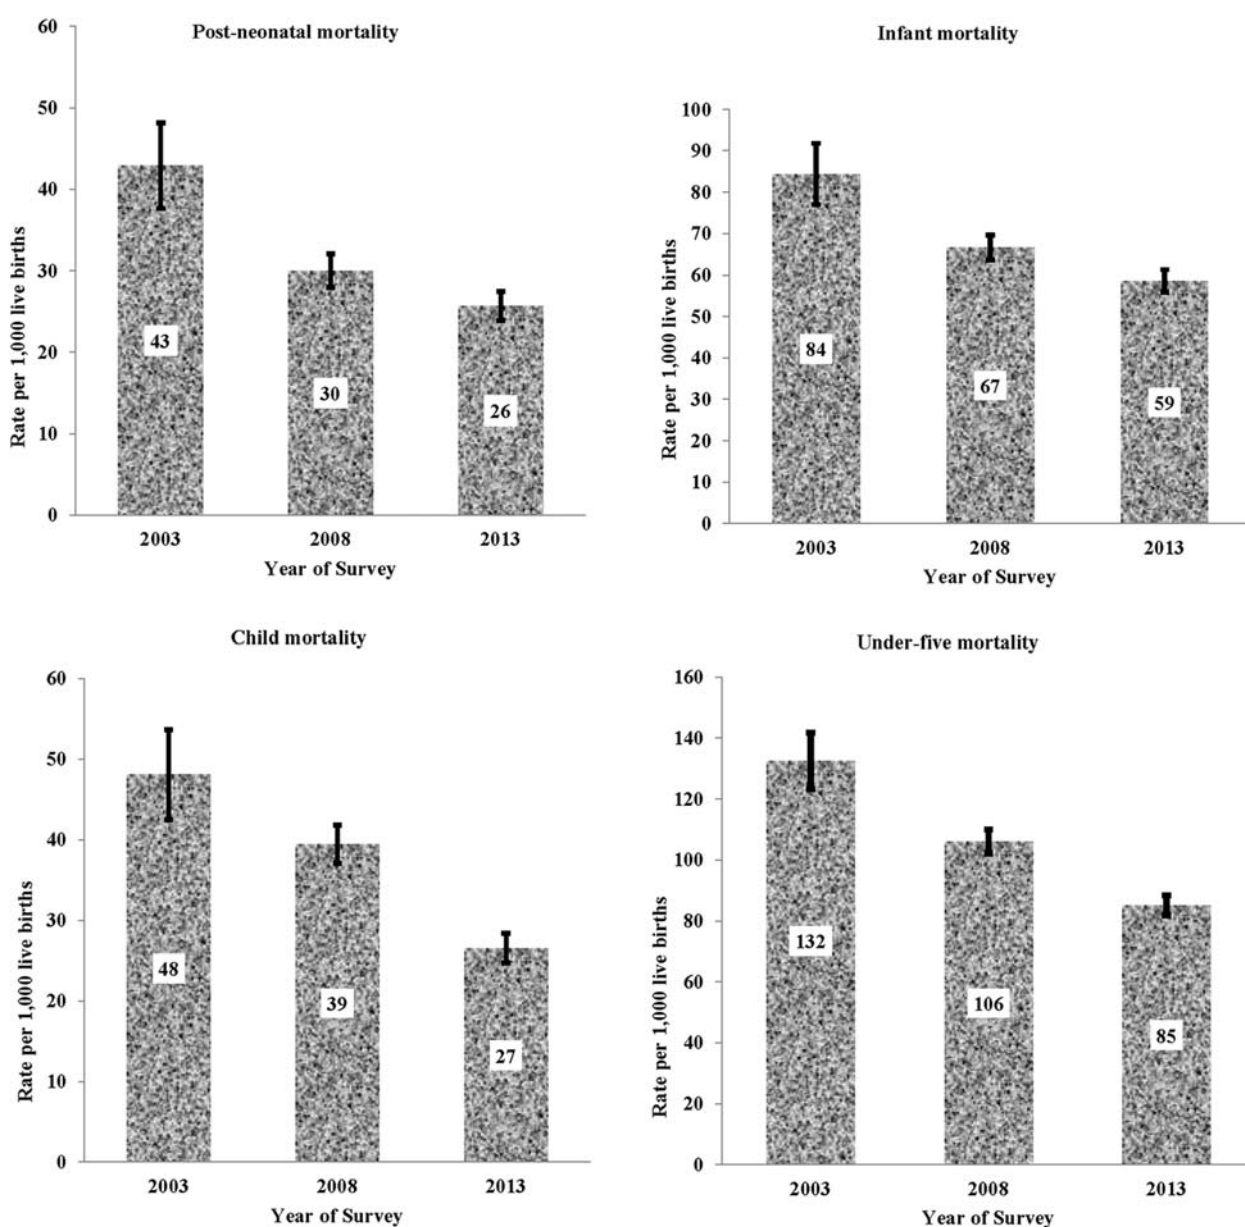 Post-neonatal mortality
60
50
40
30
20
10
0
Rate per 1,000 live births
43
30
26
2003 2008 2013
Year of Survey
Infant mortality
100
90
80
70
60
50
40
30
20
10
0
Rate per 1,000 live births
84
67
59
2003 2008 2013
Year of Survey
Child mortality
60
50
40
30
20
10
0
Rate per 1,000 live births
48
39
27
2003 2008 2013
Year of Survey
Under-five mortality
160
140
120
100
80
60
40
20
0
Rate per 1,000 live births
132
106
85
2003 2008 2013
Year of Survey